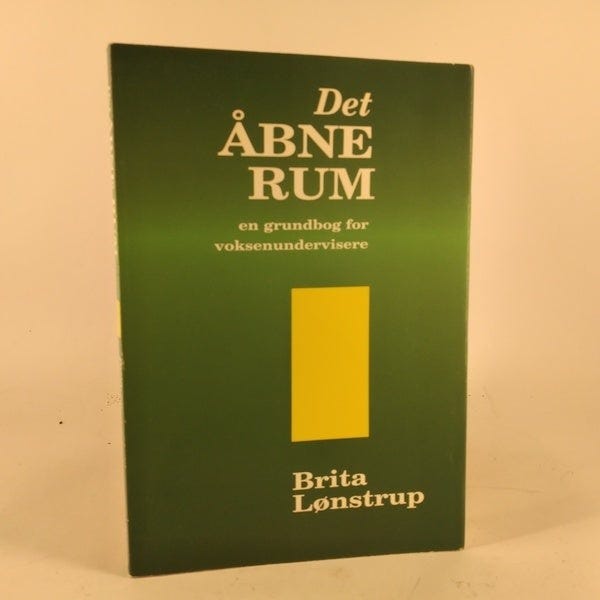 Det
ÅBNE
RUM
en grundbog for
voksenundervisere
Brita
Lønstrup